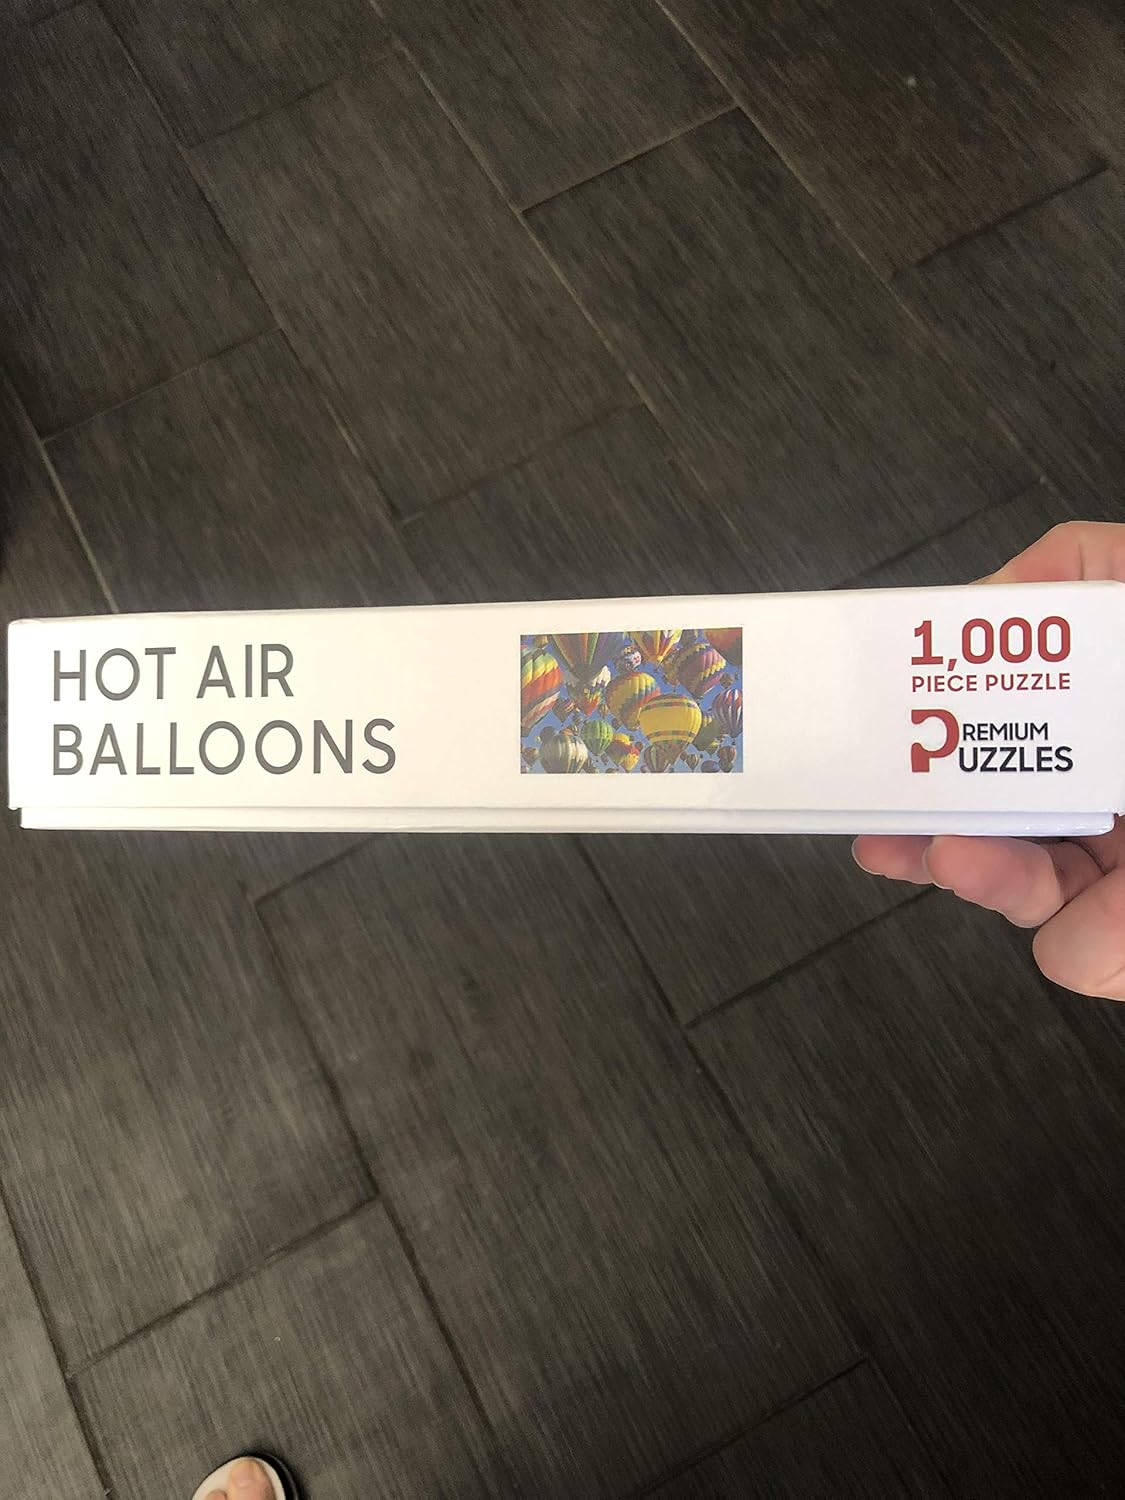 HOT AIR
BALLOONS
1,000
PIECE PUZZLE
PREMIUM
PUZZLES